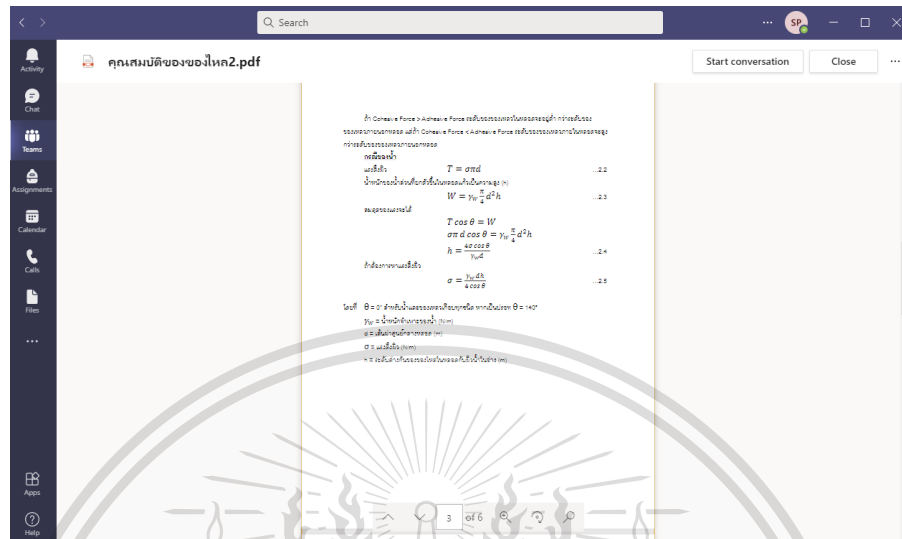 Search
...
SP
Activity
Chat
Teams
Assignments
Calendar
Calls
Files
...
Apps
Help
คุณสมบัติของของไหล2.pdf
Start conversation
Close
...
ถ้า Cohesive Force > Adhesive Force ระดับของของเหลวในหลอดจะอยู่ต่ำ กว่าระดับของ
ของเหลวภายนอกหลอด แต่ถ้า Cohesive Force < Adhesive Force ระดับของของเหลวภายในหลอดจะสูง
กว่าระดับของของเหลวภายนอกหลอด
กรณีของน้ำ
แรงตึงผิว T = σπd ...2.2
น้ำหนักของน้ำส่วนที่ยกตัวขึ้นในหลอดแก้วเป็นความสูง (h)
W = γ_W π/4 d²h ...2.3
สมดุลของแรงจะได้
T cos θ = W
σπ d cos θ = γ_W π/4 d²h
h = 4σ cos θ / γ_W d ...2.4
ถ้าต้องการหาแรงตึงผิว
σ = γ_W dh / 4 cos θ ...2.5
โดยที่ θ = 0° สำหรับน้ำและของเหลวเกือบทุกชนิด หากเป็นปรอท θ = 140°
γ_W = น้ำหนักจำเพาะของน้ำ
d = เส้นผ่าศูนย์กลางหลอด (m)
σ = แรงตึงผิว (N/m)
h = ระดับต่างกันของของไหลในหลอดกับผิวน้ำในอ่าง (m)
3 of 6